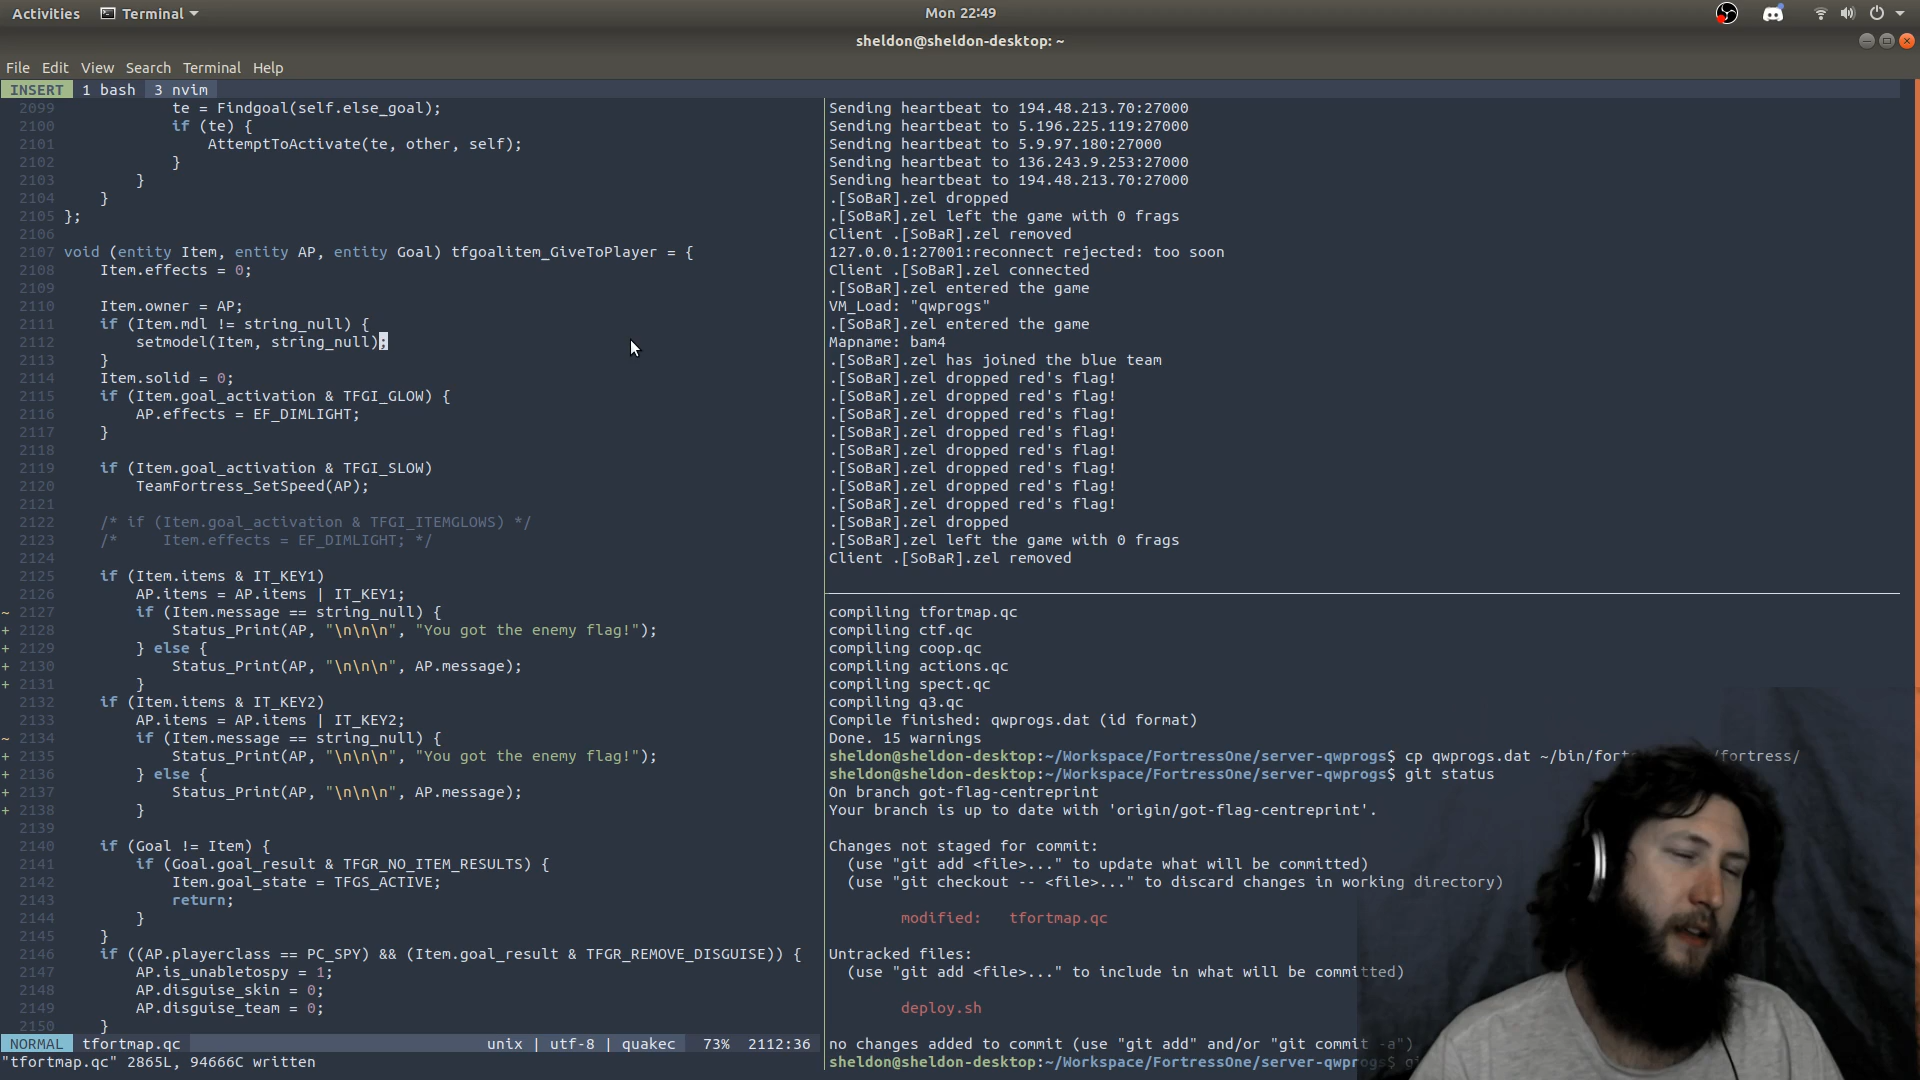 Activities Terminal Mon 22:49
sheldon@sheldon-desktop: ~
File Edit View Search Terminal Help
INSERT 1 bash 3 nvim
2099 te = Findgoal(self.else_goal);
2100 if (te) {
2101 AttemptToActivate(te, other, self);
2102 }
2103 }
2104 }
2105 };
2106
2107 void (entity Item, entity AP, entity Goal) tfgoalitem_GiveToPlayer = {
2108 Item.effects = 0;
2109
2110 Item.owner = AP;
2111 if (Item.mdl != string_null) {
2112 setmodel(Item, string_null);
2113 }
2114 Item.solid = 0;
2115 if (Item.goal_activation & TFGI_GLOW) {
2116 AP.effects = EF_DIMLIGHT;
2117 }
2118
2119 if (Item.goal_activation & TFGI_SLOW)
2120 TeamFortress_SetSpeed(AP);
2121
2122 /* if (Item.goal_activation & TFGI_ITEMGLOWS) */
2123 /* Item.effects = EF_DIMLIGHT; */
2124
2125 if (Item.items & IT_KEY1)
2126 AP.items = AP.items | IT_KEY1;
~ 2127 if (Item.message == string_null) {
+ 2128 Status_Print(AP, "\n\n\n", "You got the enemy flag!");
+ 2129 } else {
+ 2130 Status_Print(AP, "\n\n\n", AP.message);
+ 2131 }
2132 if (Item.items & IT_KEY2)
2133 AP.items = AP.items | IT_KEY2;
~ 2134 if (Item.message == string_null) {
+ 2135 Status_Print(AP, "\n\n\n", "You got the enemy flag!");
+ 2136 } else {
+ 2137 Status_Print(AP, "\n\n\n", AP.message);
+ 2138 }
2139
2140 if (Goal != Item) {
2141 if (Goal.goal_result & TFGR_NO_ITEM_RESULTS) {
2142 Item.goal_state = TFGS_ACTIVE;
2143 return;
2144 }
2145 }
2146 if ((AP.playerclass == PC_SPY) && (Item.goal_result & TFGR_REMOVE_DISGUISE)) {
2147 AP.is_unabletospy = 1;
2148 AP.disguise_skin = 0;
2149 AP.disguise_team = 0;
2150 }
NORMAL tfortmap.qc unix | utf-8 | quakec 73% 2112:36
"tfortmap.qc" 2865L, 94666C written
Sending heartbeat to 194.48.213.70:27000
Sending heartbeat to 5.196.225.119:27000
Sending heartbeat to 5.9.97.180:27000
Sending heartbeat to 136.243.9.253:27000
Sending heartbeat to 194.48.213.70:27000
.[SoBaR].zel dropped
.[SoBaR].zel left the game with 0 frags
Client .[SoBaR].zel removed
127.0.0.1:27001:reconnect rejected: too soon
Client .[SoBaR].zel connected
.[SoBaR].zel entered the game
VM_Load: "qwprogs"
.[SoBaR].zel entered the game
Mapname: bam4
.[SoBaR].zel has joined the blue team
.[SoBaR].zel dropped red's flag!
.[SoBaR].zel dropped red's flag!
.[SoBaR].zel dropped red's flag!
.[SoBaR].zel dropped red's flag!
.[SoBaR].zel dropped red's flag!
.[SoBaR].zel dropped red's flag!
.[SoBaR].zel dropped red's flag!
.[SoBaR].zel dropped red's flag!
.[SoBaR].zel dropped
.[SoBaR].zel left the game with 0 frags
Client .[SoBaR].zel removed
compiling tfortmap.qc
compiling ctf.qc
compiling coop.qc
compiling actions.qc
compiling spect.qc
compiling q3.qc
Compile finished: qwprogs.dat (id format)
Done. 15 warnings
sheldon@sheldon-desktop:~/Workspace/FortressOne/server-qwprogs$ cp qwprogs.dat /fortress/
sheldon@sheldon-desktop:~/Workspace/FortressOne/server-qwprogs$ git status
On branch got-flag-centreprint
Your branch is up to date with 'origin/got-flag-centreprint'.
Changes not staged for commit:
(use "git add <file>..." to update what will be committed)
(use "git checkout -- <file>..." to discard changes in working directory)
modified: tfortmap.qc
Untracked files:
(use "git add <file>..." to include in what will be committed)
deploy.sh
no changes added to commit (use "git add" and/or "git commit -a")
sheldon@sheldon-desktop:~/Workspace/FortressOne/server-qwprogs$